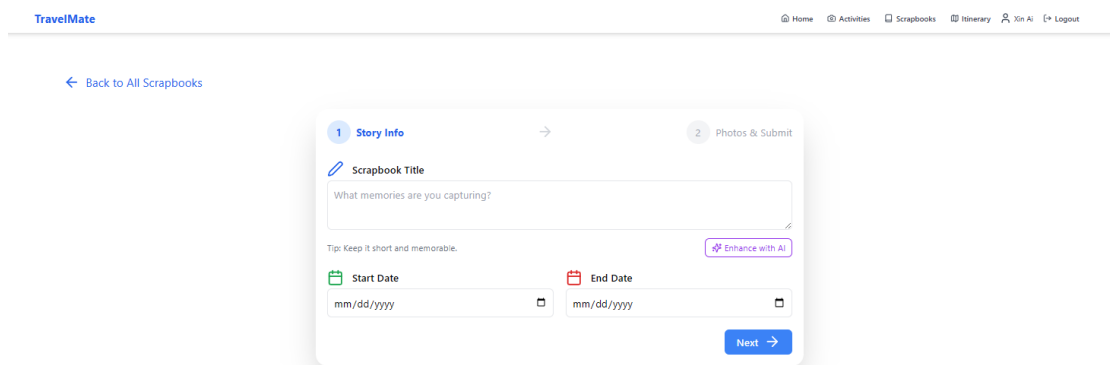 TravelMate Home Activities Scrapbooks Itinerary Xin Ai Logout
Back to All Scrapbooks
1 Story Info 2 Photos & Submit
Scrapbook Title
What memories are you capturing?
Tip: Keep it short and memorable. Enhance with AI
Start Date End Date
mm/dd/yyyy mm/dd/yyyy
Next